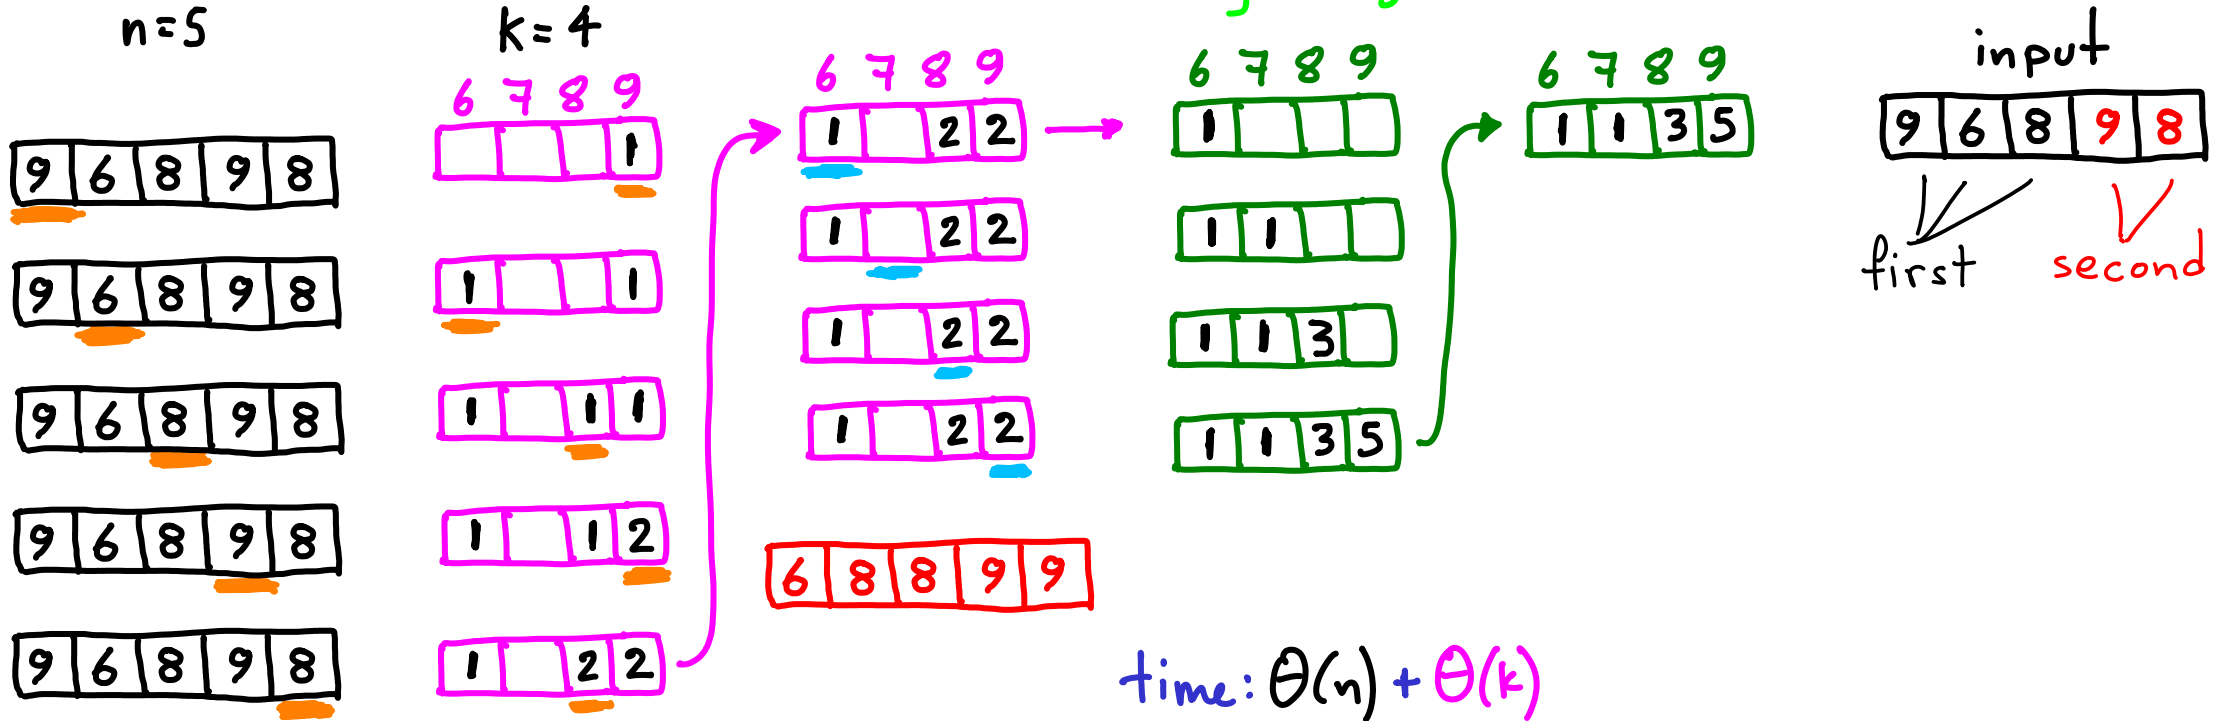 n=5
9 6 8 9 8
9 6 8 9 8
9 6 8 9 8
9 6 8 9 8
9 6 8 9 8
k=4
6 7 8 9
1
1 1
1 1 1
1 1 2
1 2 2
6 7 8 9
1 2 2
1 2 2
1 2 2
1 2 2
6 8 8 9 9
6 7 8 9
1
1 1
1 1 3
1 1 3 5
6 7 8 9
1 1 3 5
input
9 6 8 9 8
first second
time: Θ(n) + Θ(k)